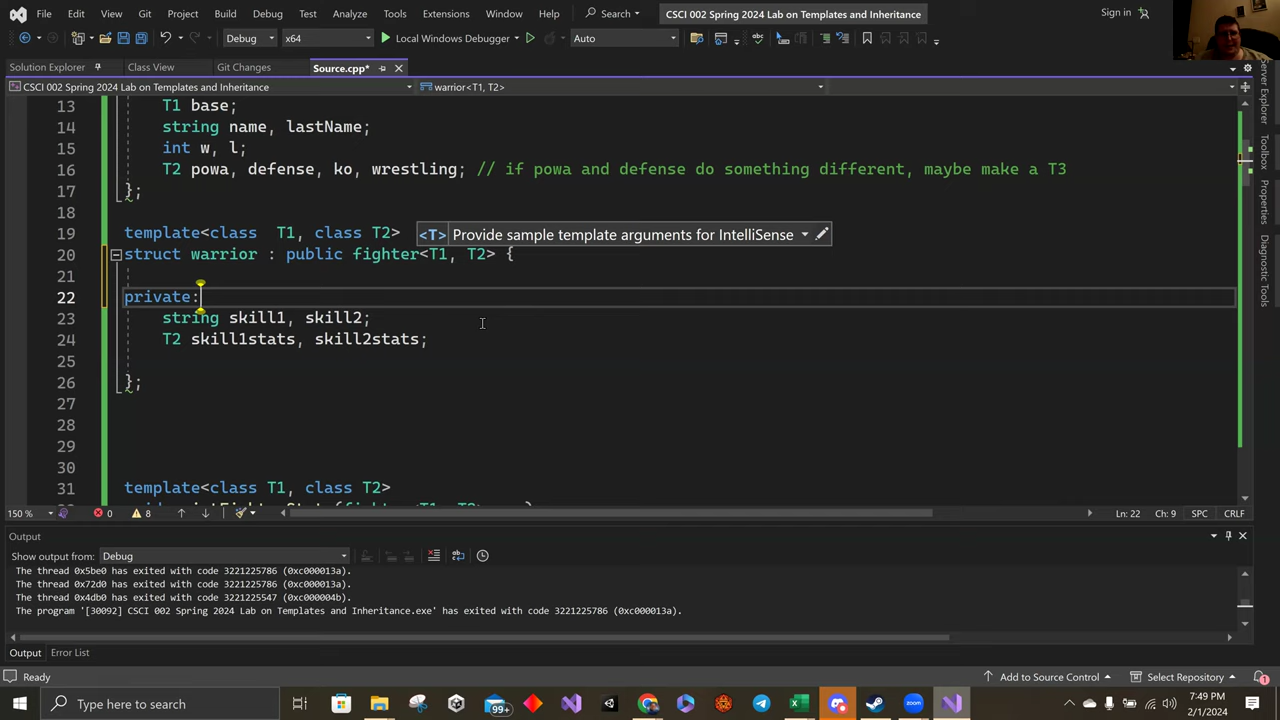 File Edit View Git Project Build Debug Test Analyze Tools Extensions Window Help Search CSCI 002 Spring 2024 Lab on Templates and Inheritance Sign in
Debug x64 Local Windows Debugger Auto
Solution Explorer Class View Git Changes Source.cpp*
CSCI 002 Spring 2024 Lab on Templates and Inheritance warrior<T1, T2>
13 T1 base;
14 string name, lastName;
15 int w, l;
16 T2 powa, defense, ko, wrestling; // if powa and defense do something different, maybe make a T3
17 };
18
19 template<class  T1, class T2> <T> Provide sample template arguments for IntelliSense
20 struct warrior : public fighter<T1, T2> {
21
22 private:
23 string skill1, skill2;
24 T2 skill1stats, skill2stats;
25
26 };
27
28
29
30
31 template<class T1, class T2>
150 % 0 8 Ln: 22 Ch: 9 SPC CRLF
Output
Show output from: Debug
The thread 0x5be0 has exited with code 3221225786 (0xc000013a).
The thread 0x72d0 has exited with code 3221225786 (0xc000013a).
The thread 0x4db0 has exited with code 3221225547 (0xc000004b).
The program '[30092] CSCI 002 Spring 2024 Lab on Templates and Inheritance.exe' has exited with code 3221225786 (0xc000013a).
Output Error List
Ready Add to Source Control Select Repository 1
Type here to search 99+ 7:49 PM
2/1/2024
Server Explorer
Toolbox
Properties
Diagnostic Tools